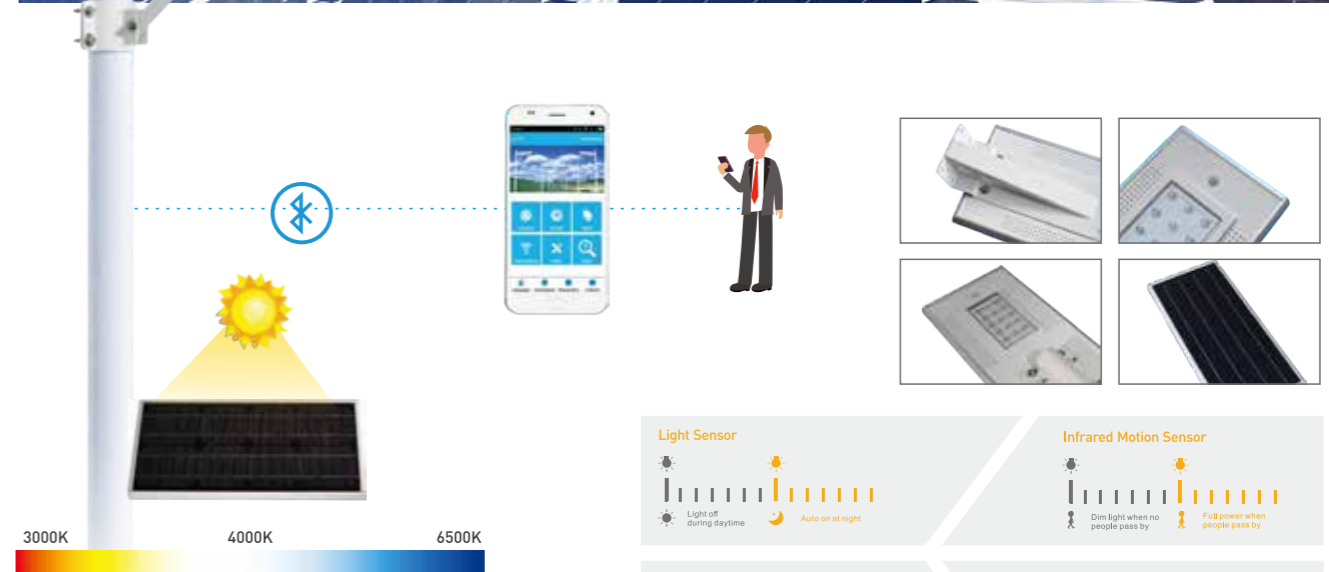 Light Sensor
Light off
during daytime
Auto on at night
Infrared Motion Sensor
Dim light when no
people pass by
Full power when
people pass by
3000K
4000K
6500K